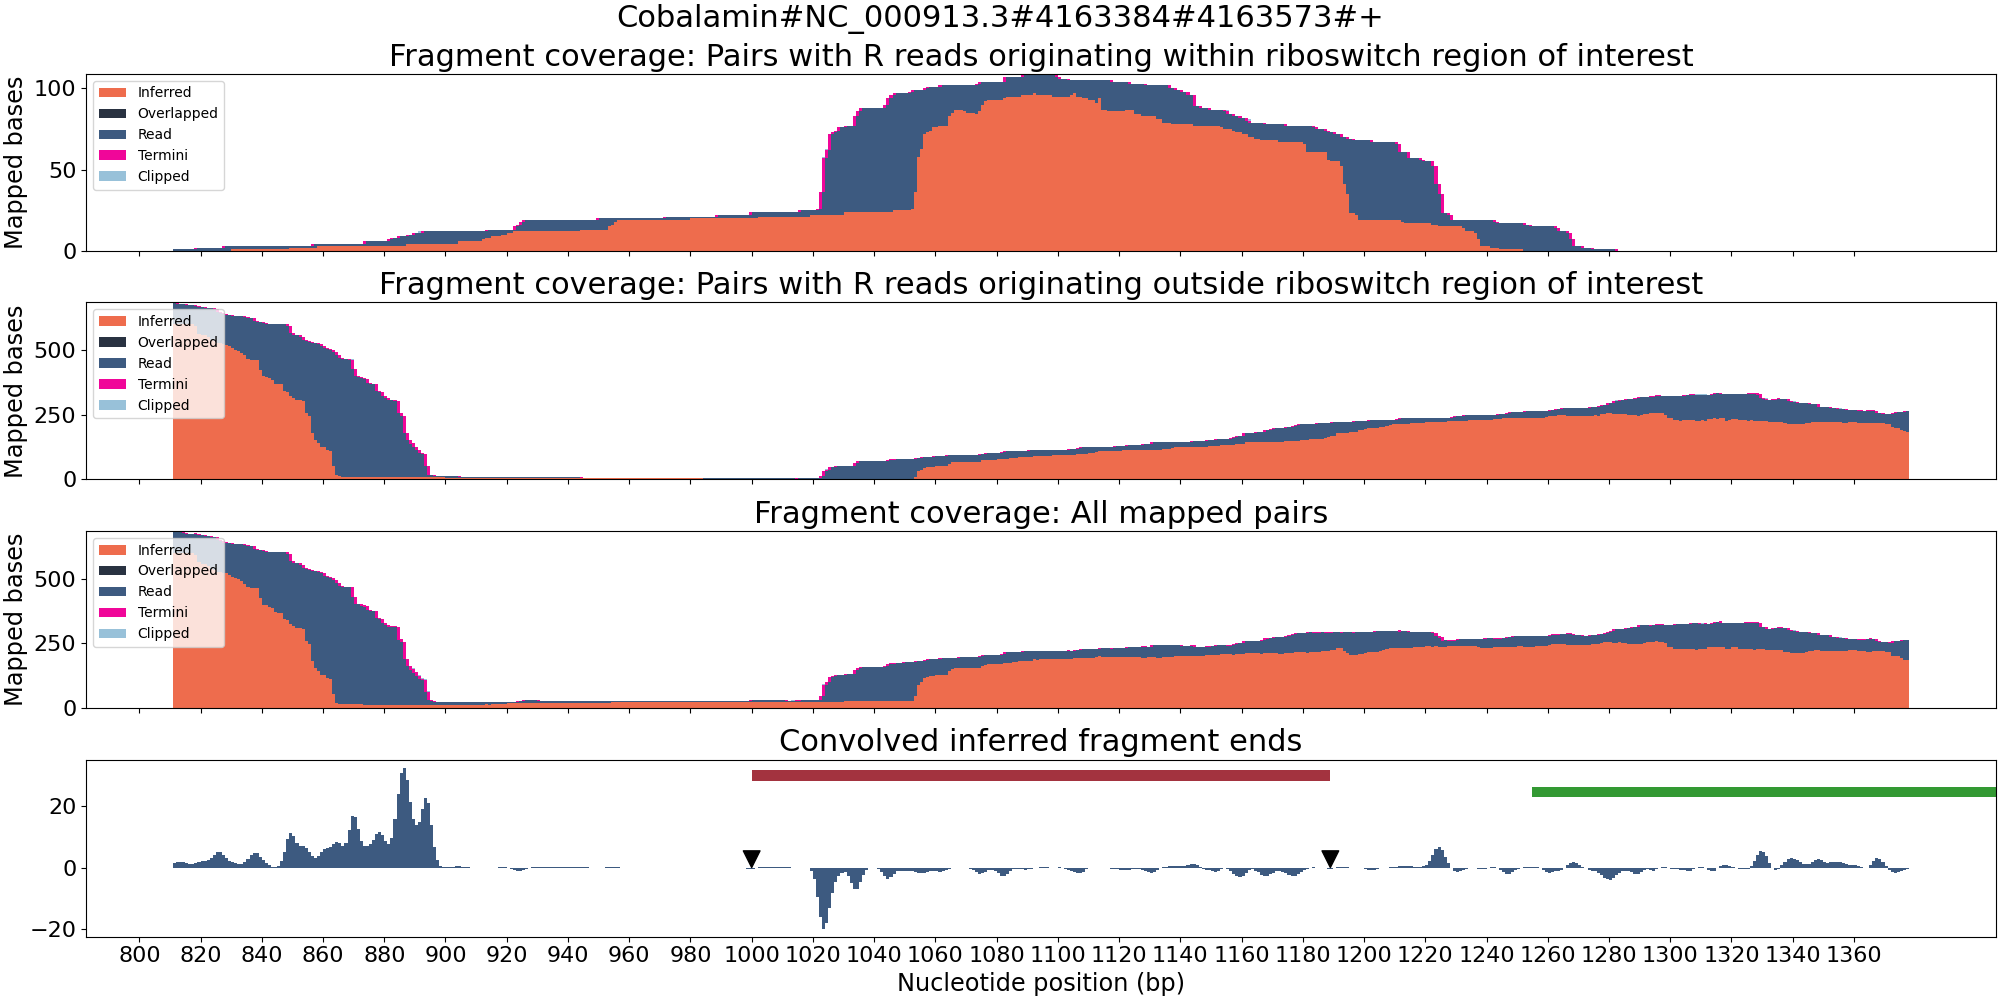 Cobalamin#NC_000913.3#4163384#4163573#+
Fragment coverage: Pairs with R reads originating within riboswitch region of interest
Mapped bases
100
50
0
Inferred
Overlapped
Read
Termini
Clipped
Fragment coverage: Pairs with R reads originating outside riboswitch region of interest
Mapped bases
500
250
0
Inferred
Overlapped
Read
Termini
Clipped
Fragment coverage: All mapped pairs
Mapped bases
500
250
0
Inferred
Overlapped
Read
Termini
Clipped
Convolved inferred fragment ends
20
0
−20
800 820 840 860 880 900 920 940 960 980 1000 1020 1040 1060 1080 1100 1120 1140 1160 1180 1200 1220 1240 1260 1280 1300 1320 1340 1360
Nucleotide position (bp)